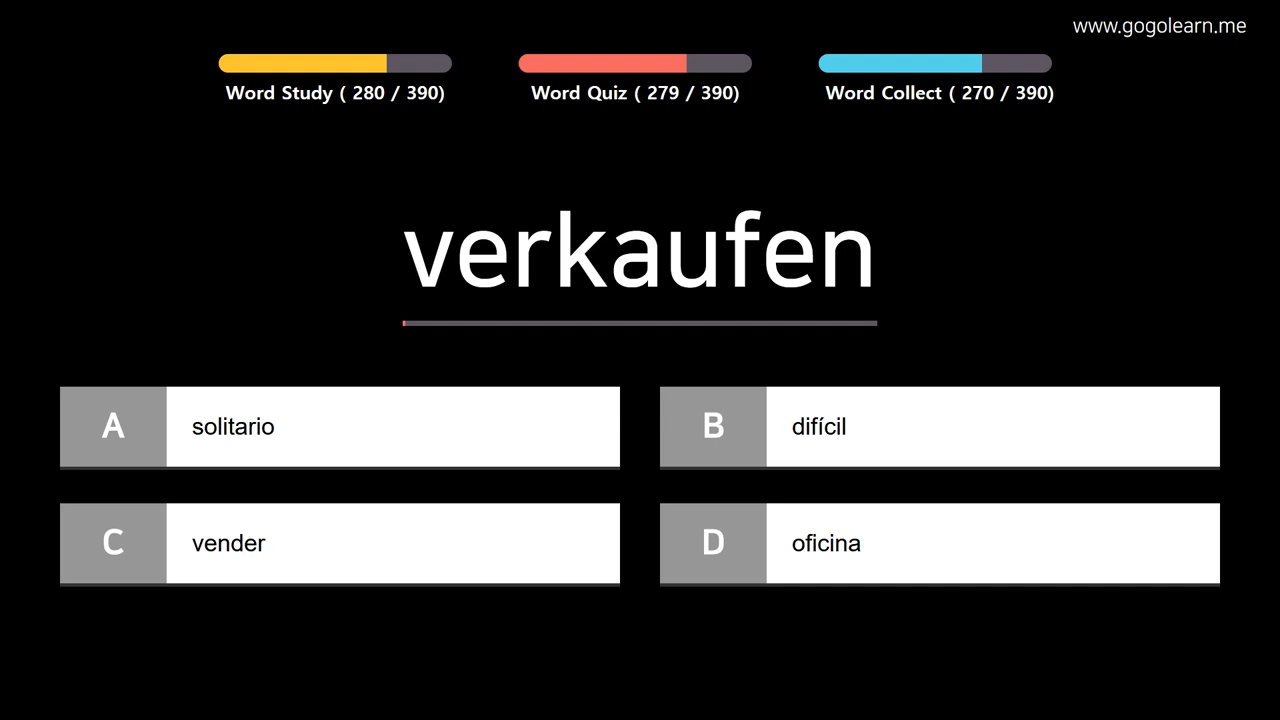 www.gogolearn.me
Word Study ( 280 / 390)
Word Quiz ( 279 / 390)
Word Collect ( 270 / 390)
verkaufen
A
solitario
B
difícil
C
vender
D
oficina